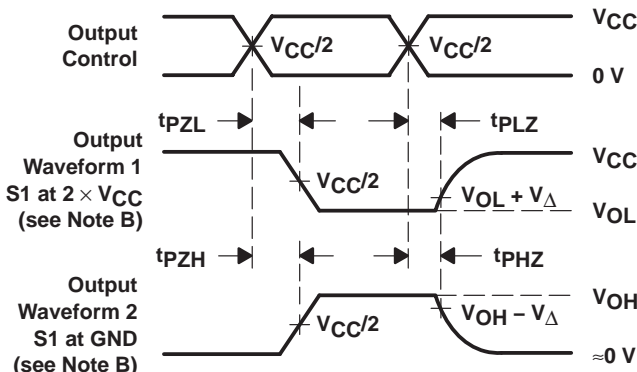 Output
Control
VCC/2
VCC/2
VCC
0 V
tPZL
tPLZ
Output
Waveform 1
S1 at 2 × VCC
(see Note B)
VCC/2
VCC
VOL + VΔ
VOL
tPZH
tPHZ
Output
Waveform 2
S1 at GND
(see Note B)
VCC/2
VOH
VOH − VΔ
≈0 V